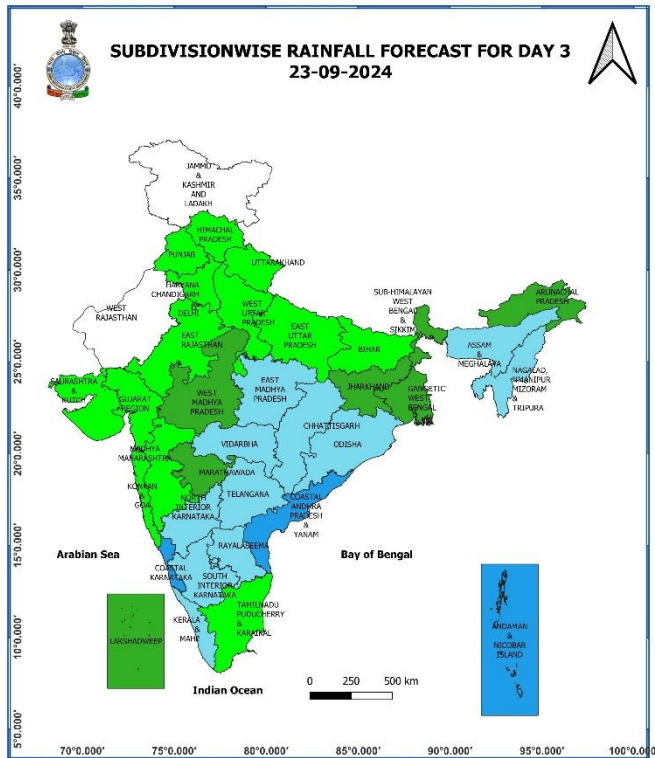 SUBDIVISIONWISE RAINFALL FORECAST FOR DAY 3
23-09-2024
40°0.000'
35°0.000'
30°0.000'
25°0.000'
20°0.000'
15°0.000'
10°0.000'
5°0.000'
JAMMU
&
KASHMIR
AND
LADAKH
HIMACHAL
PRADESH
PUNJAB
UTTARAKHAND
HARYANA
CHANDIGARH
&
DELHI
WEST
RAJASTHAN
WEST
UTTAR
PRADESH
EAST
UTTAR
PRADESH
EAST
RAJASTHAN
SUB-HIMALAYAN
WEST
BENGAL
&
SIKKIM
ARUNACHAL
PRADESH
BIHAR
ASSAM
&
MEGHALAYA
NAGALAD,
MANIPUR
MIZORAM
&
TRIPURA
SAURASHTRA
&
KUTCH
GUJARAT
REGION
WEST
MADHYA
PRADESH
EAST
MADHYA
PRADESH
JHARKHAND
GANGETIC
WEST
BENGAL
CHHATTISGARH
ODISHA
VIDARBHA
MADHYA
MAHARASHTRA
MARATHAWADA
KONKAN
&
GOA
NORTH
INTERIOR
KARNATAKA
TELANGANA
COASTAL
ANDHRA
PRADESH
&
YANAM
RAYALASEEMA
Arabian Sea
Bay of Bengal
COASTAL
KARNATAKA
SOUTH
INTERIOR
KARNATAKA
TAMILNADU
PUDUCHERRY
&
KARAIKAL
KERALA
&
MAHE
LAKSHADWEEP
ANDAMAN
&
NICOBAR
ISLAND
Indian Ocean
0 250 500 km
70°0.000' 75°0.000' 80°0.000' 85°0.000' 90°0.000' 95°0.000' 100°0.000'